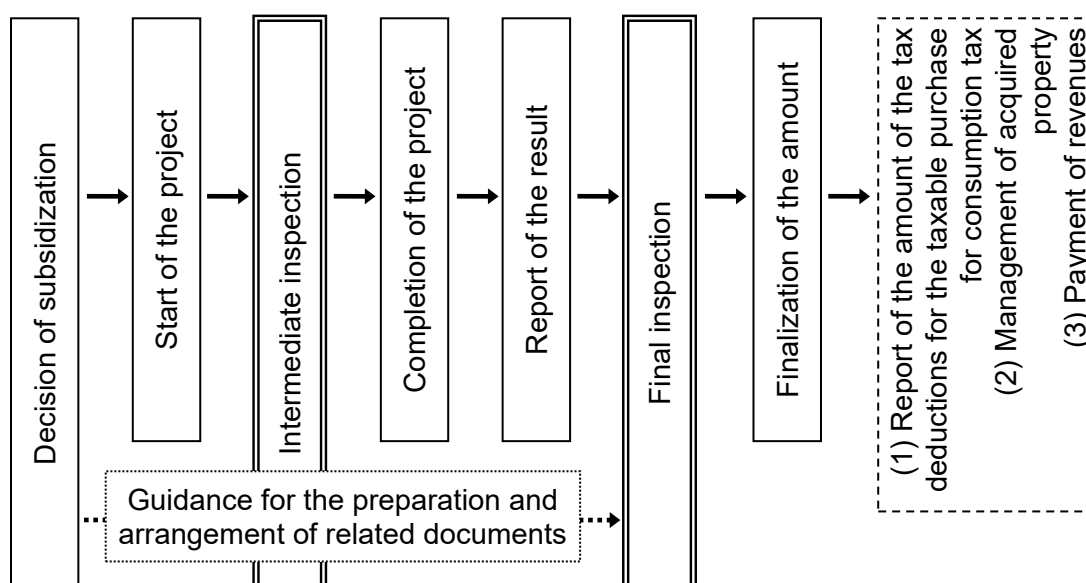 Decision of subsidization
Start of the project
Intermediate inspection
Completion of the project
Report of the result
Final inspection
Finalization of the amount
(1) Report of the amount of the tax
deductions for the taxable purchase
for consumption tax
(2) Management of acquired
property
(3) Payment of revenues
Guidance for the preparation and
arrangement of related documents